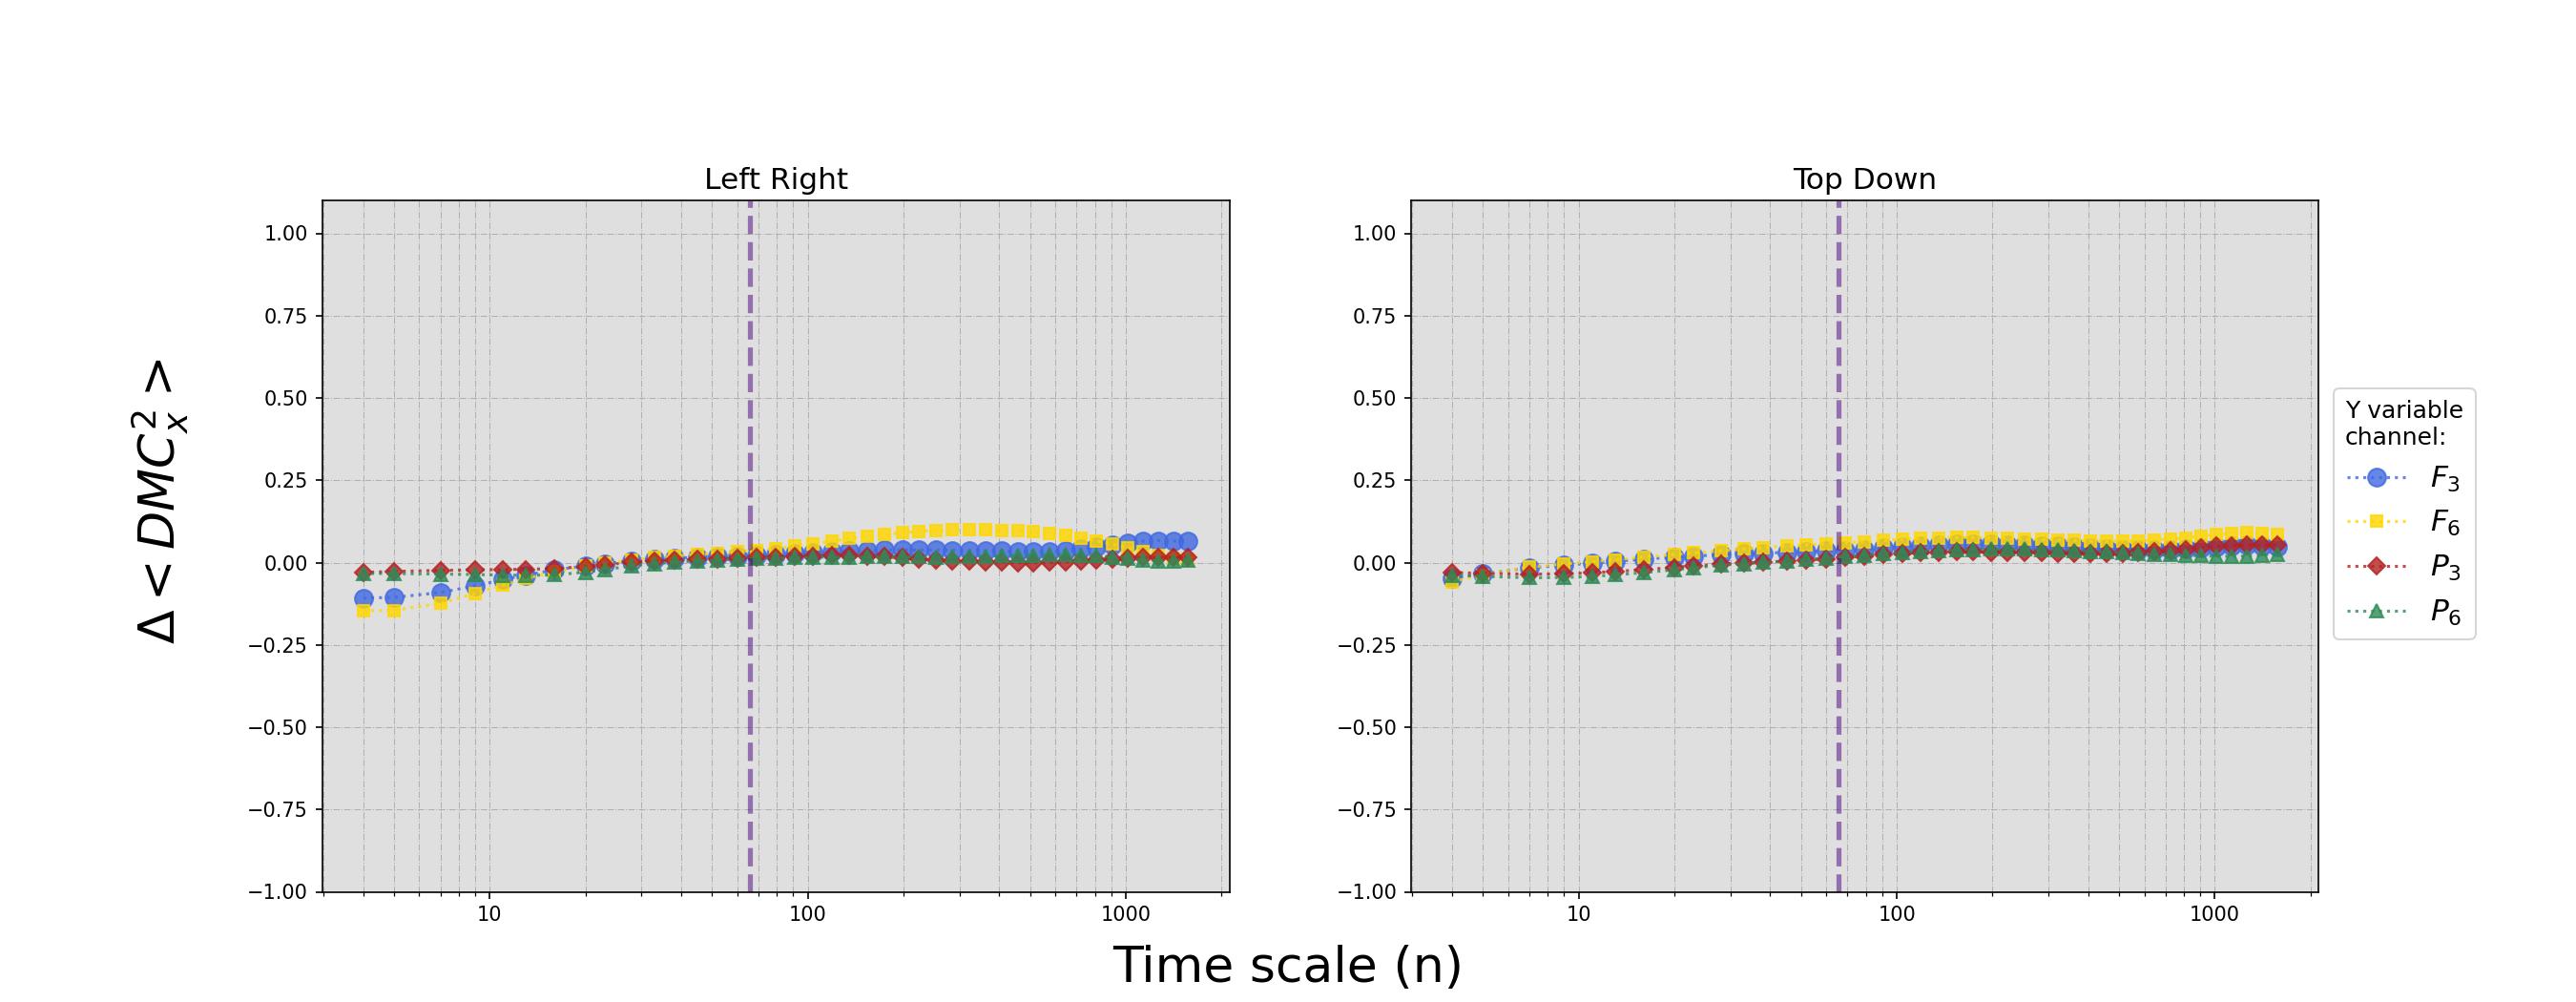 Left Right
Top Down
Δ < DMC²ₓ >
1.00
0.75
0.50
0.25
0.00
−0.25
−0.50
−0.75
−1.00
10 100 1000
1.00
0.75
0.50
0.25
0.00
−0.25
−0.50
−0.75
−1.00
10 100 1000
Y variable
channel:
F₃
F₆
P₃
P₆
Time scale (n)